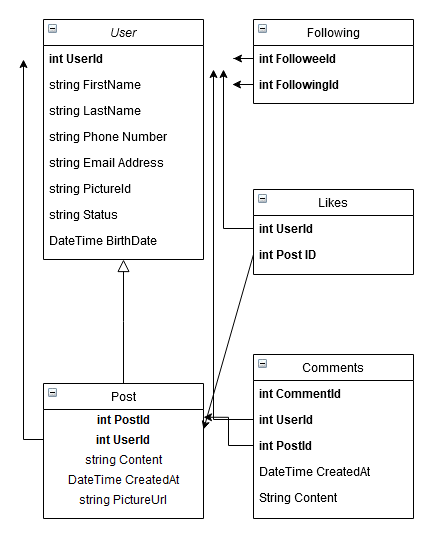 User
int UserId
string FirstName
string LastName
string Phone Number
string Email Address
string PictureId
string Status
DateTime BirthDate
Following
int FolloweeId
int FollowingId
Likes
int UserId
int Post ID
Post
int PostId
int UserId
string Content
DateTime CreatedAt
string PictureUrl
Comments
int CommentId
int UserId
int PostId
DateTime CreatedAt
String Content